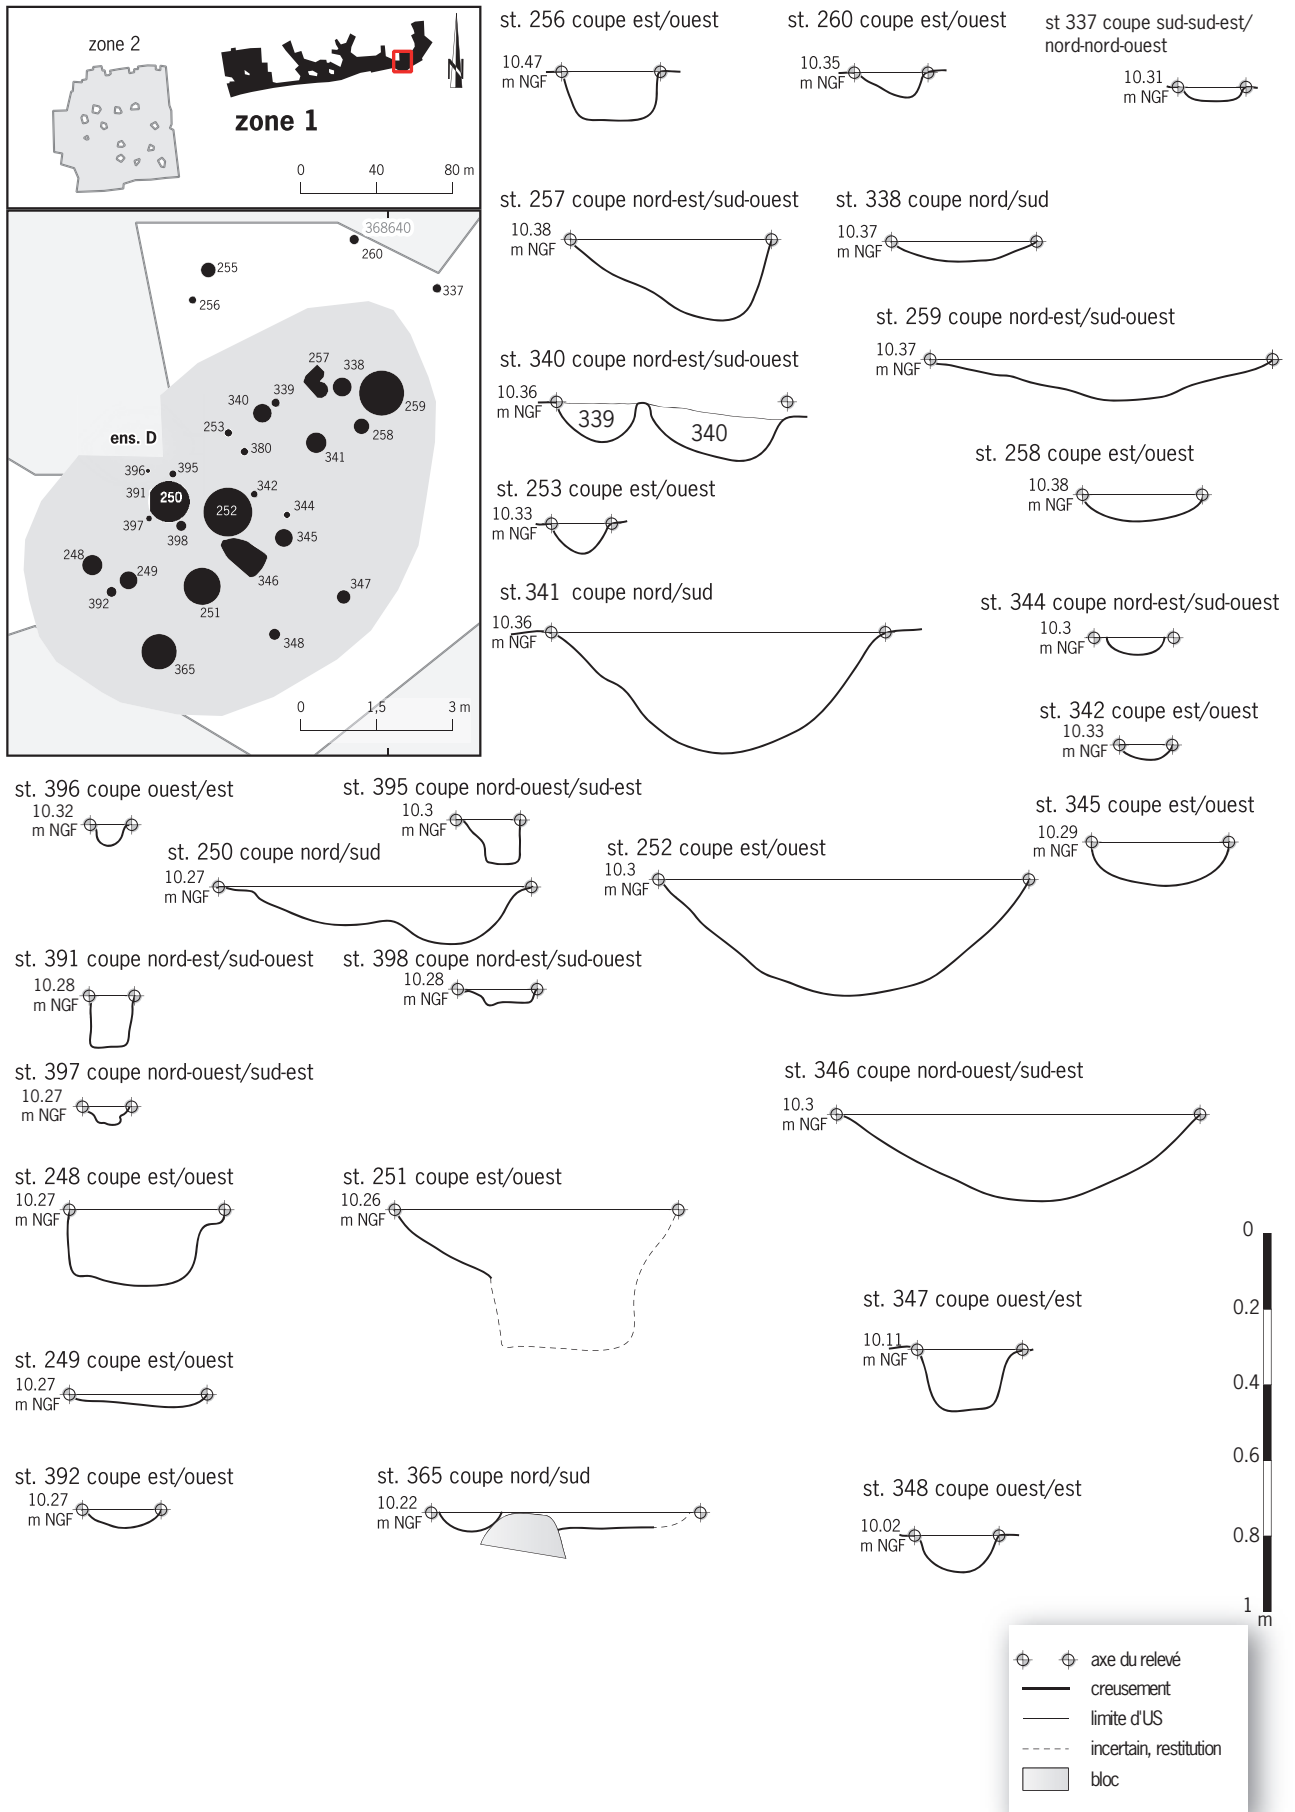 zone 2
zone 1
0 40 80 m
368640
260
255
256
337
257
338
339
340
259
253
258
380
341
ens. D
396
395
391
250
342
252
344
397
398
345
248
249
346
347
392
251
348
365
0 1,5 3 m
st. 256 coupe est/ouest
10.47
m NGF
st. 260 coupe est/ouest
10.35
m NGF
st 337 coupe sud-sud-est/
nord-nord-ouest
10.31
m NGF
st. 257 coupe nord-est/sud-ouest
10.38
m NGF
st. 338 coupe nord/sud
10.37
m NGF
st. 259 coupe nord-est/sud-ouest
10.37
m NGF
st. 340 coupe nord-est/sud-ouest
10.36
m NGF
339
340
st. 258 coupe est/ouest
10.38
m NGF
st. 253 coupe est/ouest
10.33
m NGF
st. 341 coupe nord/sud
10.36
m NGF
st. 344 coupe nord-est/sud-ouest
10.3
m NGF
st. 342 coupe est/ouest
10.33
m NGF
st. 396 coupe ouest/est
10.32
m NGF
st. 395 coupe nord-ouest/sud-est
10.3
m NGF
st. 345 coupe est/ouest
10.29
m NGF
st. 250 coupe nord/sud
10.27
m NGF
st. 252 coupe est/ouest
10.3
m NGF
st. 391 coupe nord-est/sud-ouest
10.28
m NGF
st. 398 coupe nord-est/sud-ouest
10.28
m NGF
st. 397 coupe nord-ouest/sud-est
10.27
m NGF
st. 346 coupe nord-ouest/sud-est
10.3
m NGF
st. 248 coupe est/ouest
10.27
m NGF
st. 251 coupe est/ouest
10.26
m NGF
st. 347 coupe ouest/est
10.11
m NGF
st. 249 coupe est/ouest
10.27
m NGF
st. 392 coupe est/ouest
10.27
m NGF
st. 365 coupe nord/sud
10.22
m NGF
st. 348 coupe ouest/est
10.02
m NGF
0
0.2
0.4
0.6
0.8
1
m
axe du relevé
creusement
limite d'US
incertain, restitution
bloc